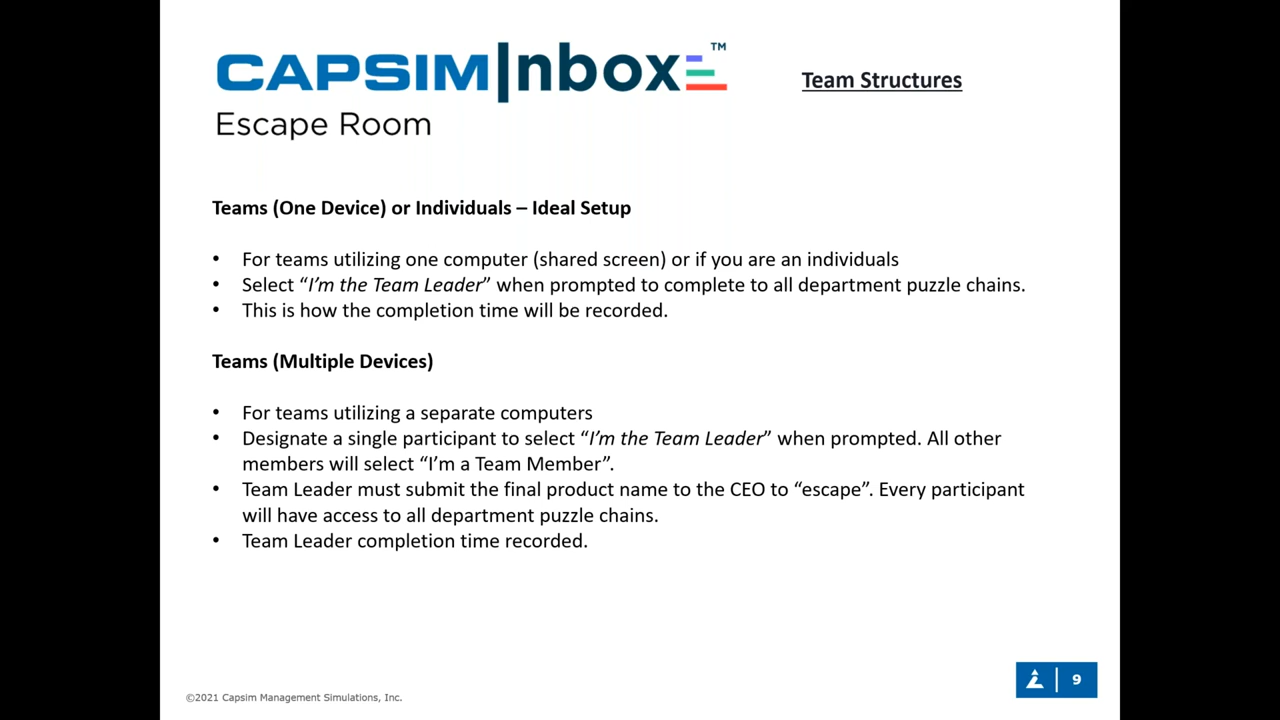 CAPSIM Inbox™
Team Structures
Escape Room
Teams (One Device) or Individuals – Ideal Setup
• For teams utilizing one computer (shared screen) or if you are an individuals
• Select “I’m the Team Leader” when prompted to complete to all department puzzle chains.
• This is how the completion time will be recorded.
Teams (Multiple Devices)
• For teams utilizing a separate computers
• Designate a single participant to select “I’m the Team Leader” when prompted. All other
members will select “I’m a Team Member”.
• Team Leader must submit the final product name to the CEO to “escape”. Every participant
will have access to all department puzzle chains.
• Team Leader completion time recorded.
©2021 Capsim Management Simulations, Inc.
9